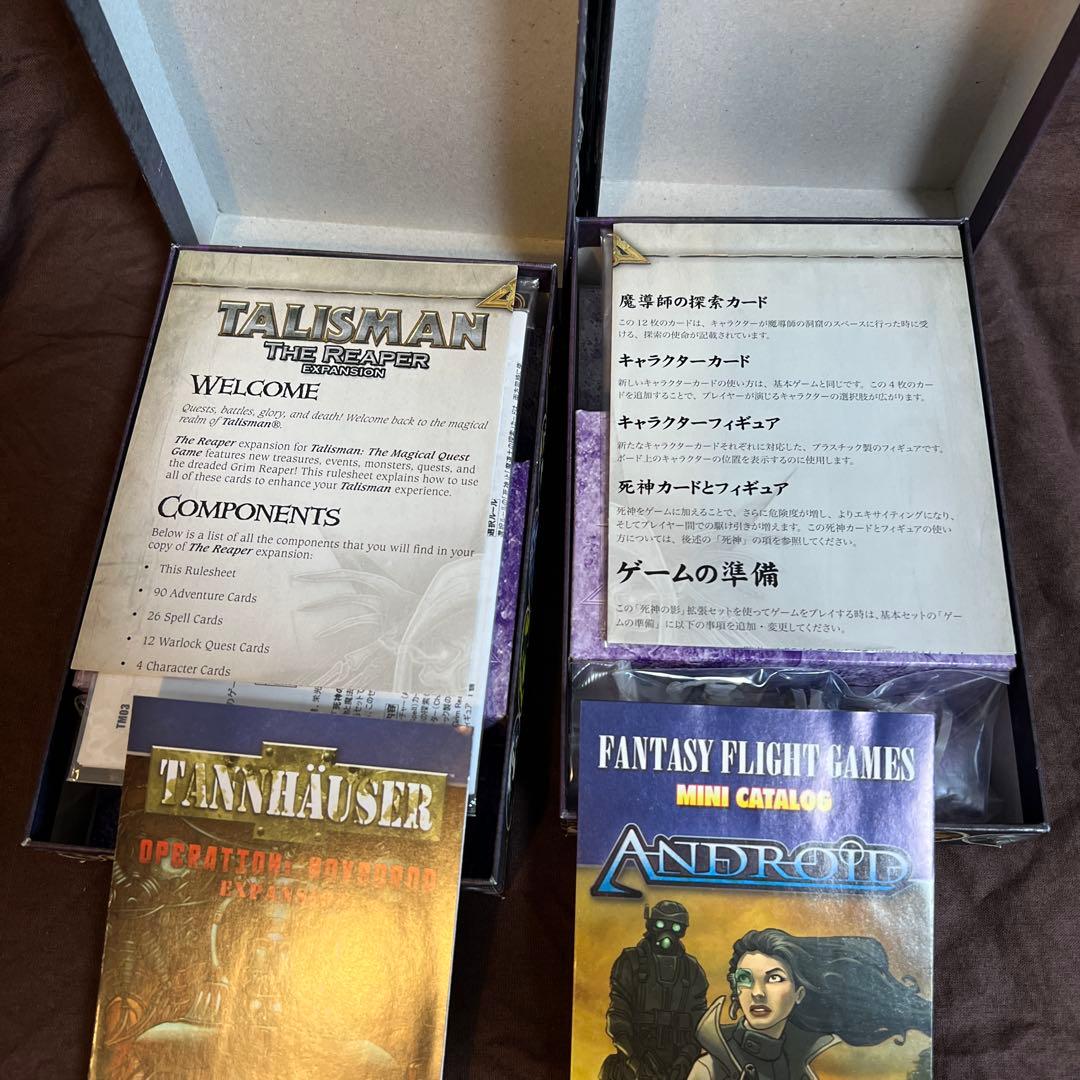 TALISMAN
THE REAPER
EXPANSION
WELCOME
Quests, battles, glory, and death! Welcome back to the magical
realm of Talisman®.
The Reaper expansion for Talisman: The Magical Quest
Game features new treasures, events, monsters, quests, and
the dreaded Grim Reaper! This rulesheet explains how to use
all of these cards to enhance your Talisman experience.
COMPONENTS
Below is a list of all the components that you will find in your
copy of The Reaper expansion:
• This Rulesheet
• 90 Adventure Cards
• 26 Spell Cards
• 12 Warlock Quest Cards
• 4 Character Cards
選択ルール
TM03
魔導師の探索カード
この12枚のカードは、キャラクターが魔導師の洞窟のスペースに行った時に受
ける、探索の使命が記載されています。
キャラクターカード
新しいキャラクターカードの使い方は、基本ゲームと同じです。この4枚のカー
ドを追加することで、プレイヤーが演じるキャラクターの選択肢が広がります。
キャラクターフィギュア
新たなキャラクターカードそれぞれに対応した、プラスチック製のフィギュアです。
ボード上のキャラクターの位置を表示するのに使用します。
死神カードとフィギュア
死神をゲームに加えることで、さらに危険度が増し、よりエキサイティングになり、
そしてプレイヤー間での駆け引きが増えます。この死神カードとフィギュアの使い
方については、後述の「死神」の項を参照してください。
ゲームの準備
この「死神の影」拡張セットを使ってゲームをプレイする時は、基本セットの「ゲー
ムの準備」に以下の事項を追加・変更してください。
TANNHÄUSER
OPERATION:
FANTASY FLIGHT GAMES
MINI CATALOG
ANDROID